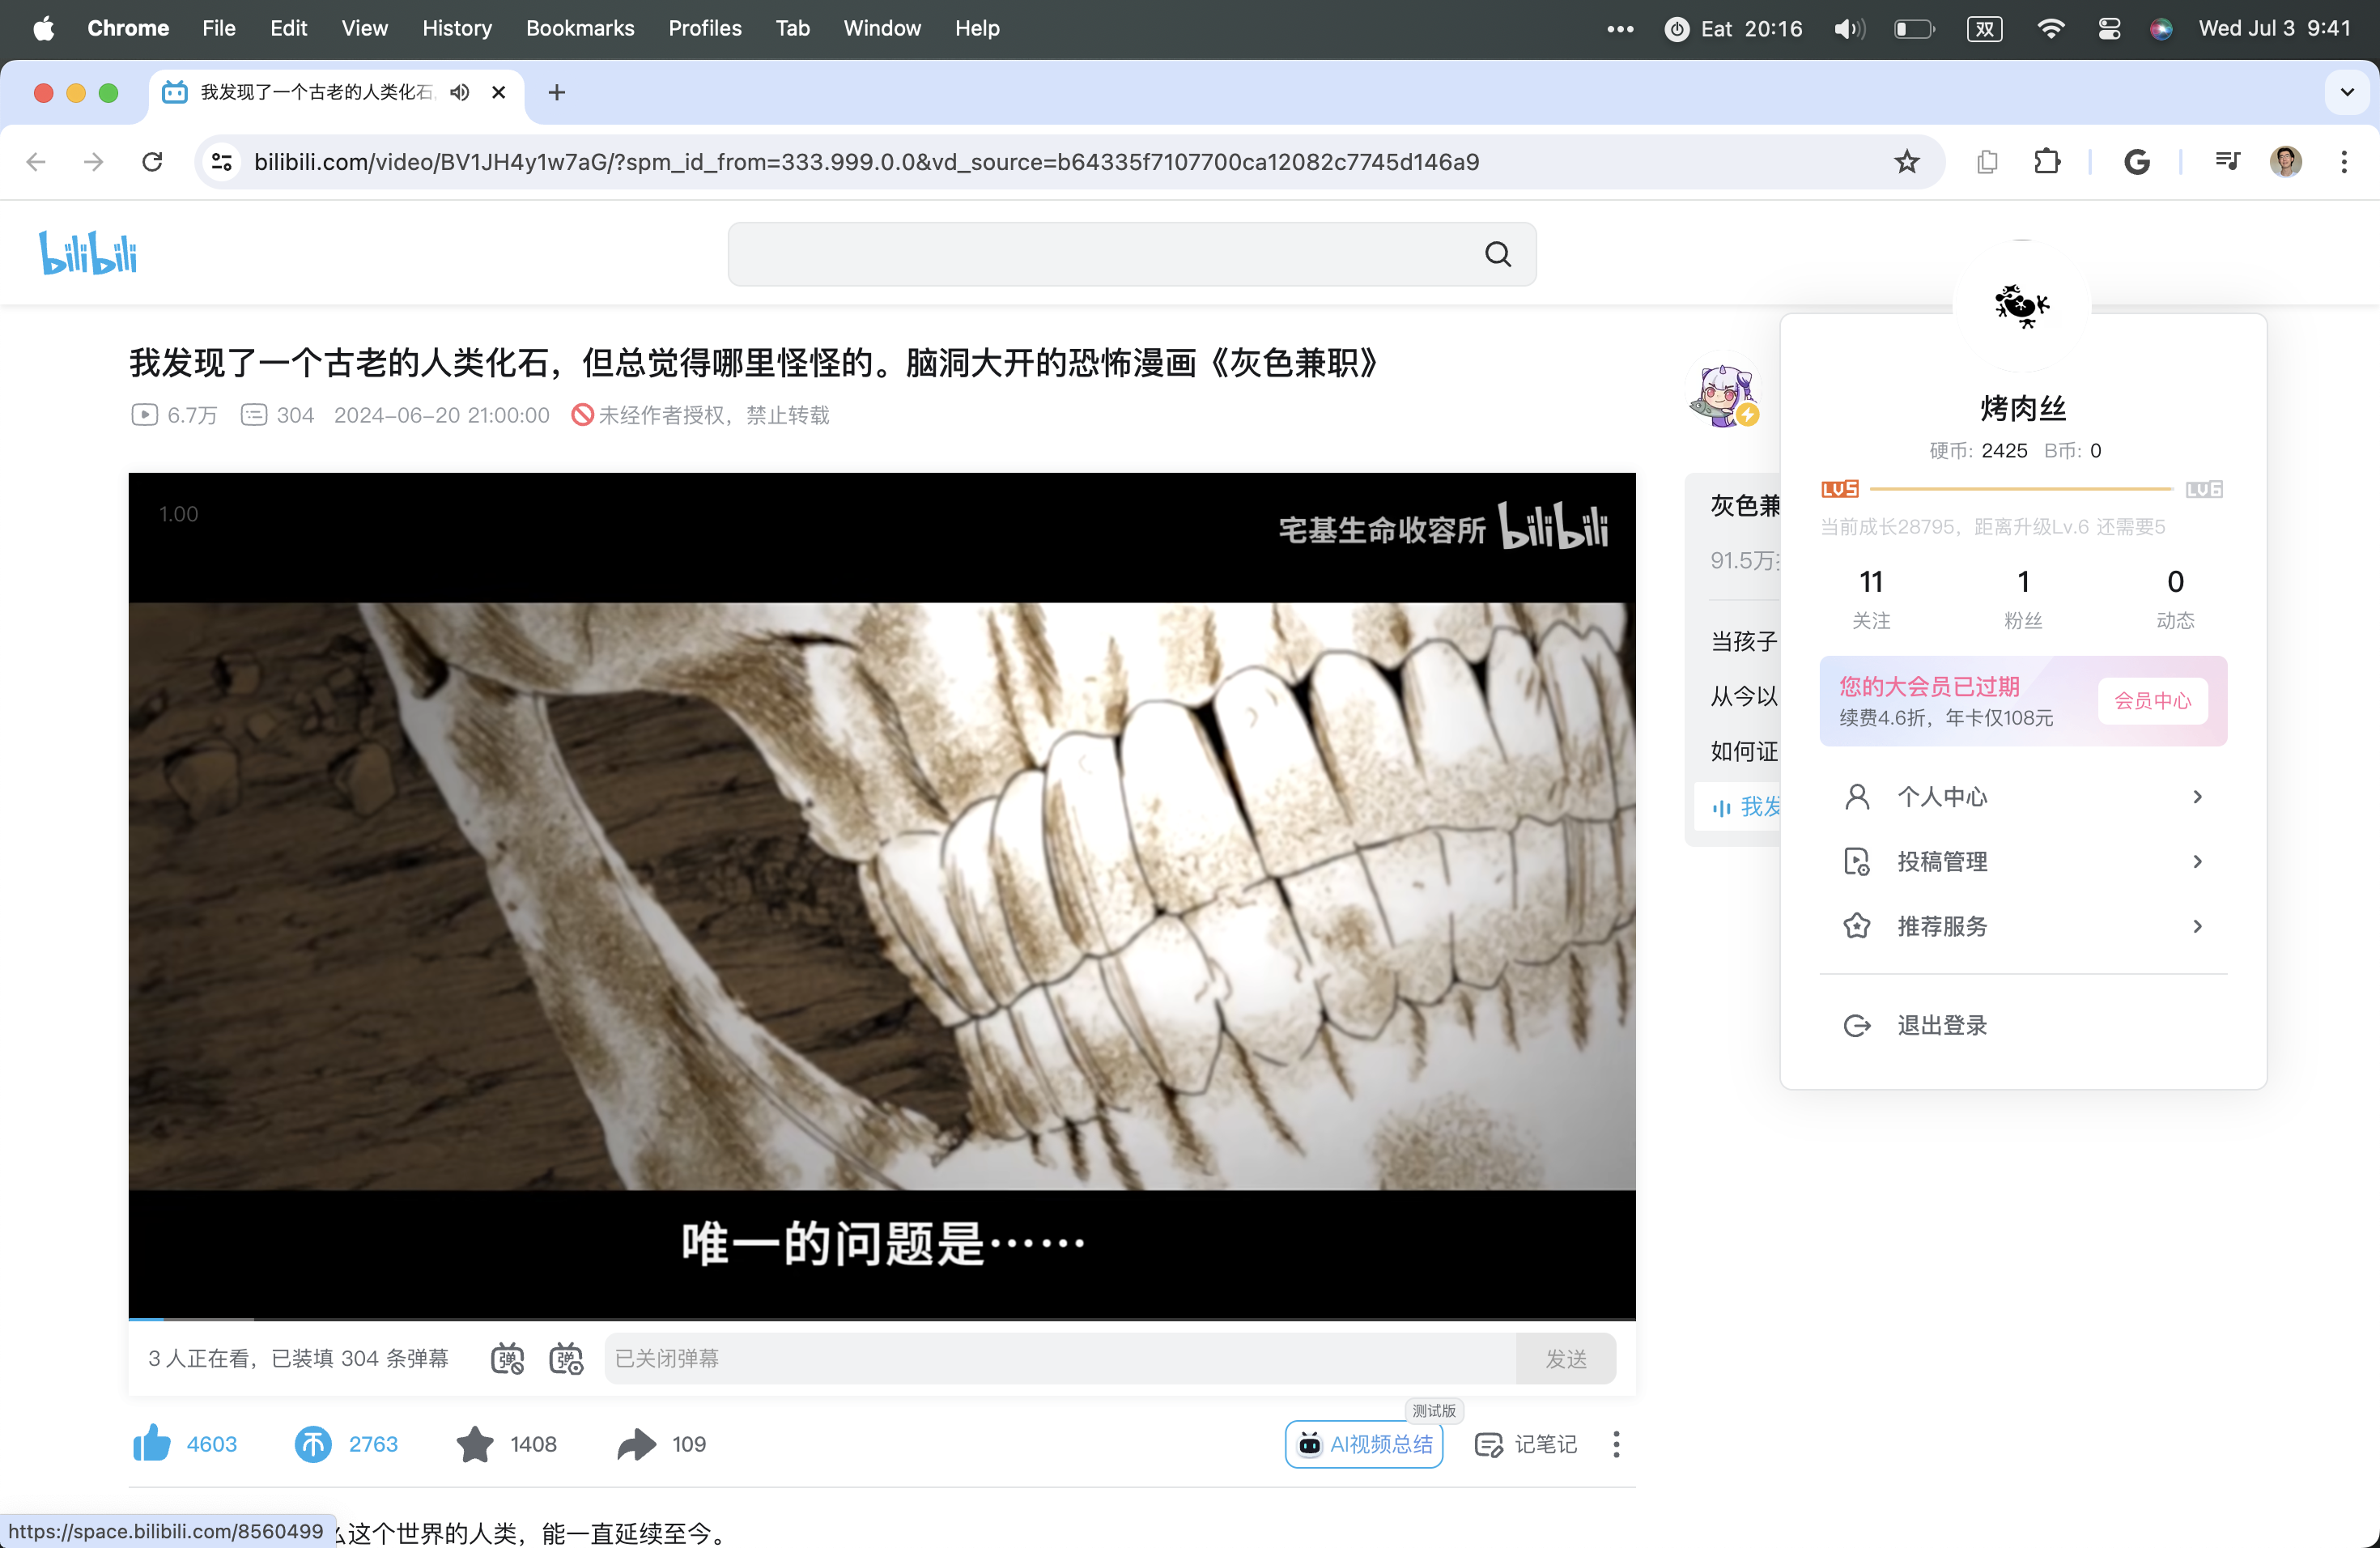 Chrome File Edit View History Bookmarks Profiles Tab Window Help
Eat 20:16 双 Wed Jul 3 9:41
我发现了一个古老的人类化石
bilibili.com/video/BV1JH4y1w7aG/?spm_id_from=333.999.0.0&vd_source=b64335f7107700ca12082c7745d146a9
bilibili
我发现了一个古老的人类化石，但总觉得哪里怪怪的。脑洞大开的恐怖漫画《灰色兼职》
6.7万 304 2024-06-20 21:00:00 未经作者授权，禁止转载
1.00
宅基生命收容所 bilibili
唯一的问题是……
3 人正在看，已装填 304 条弹幕
弹 弹 已关闭弹幕 发送
4603 2763 1408 109
测试版
AI视频总结 记笔记
么这个世界的人类，能一直延续至今。
https://space.bilibili.com/8560499
灰色兼
91.5万
当孩子
从今以
如何证
我发
烤肉丝
硬币: 2425 B币: 0
LV5 LV6
当前成长28795，距离升级Lv.6 还需要5
11 1 0
关注 粉丝 动态
您的大会员已过期
续费4.6折，年卡仅108元
会员中心
个人中心
投稿管理
推荐服务
退出登录